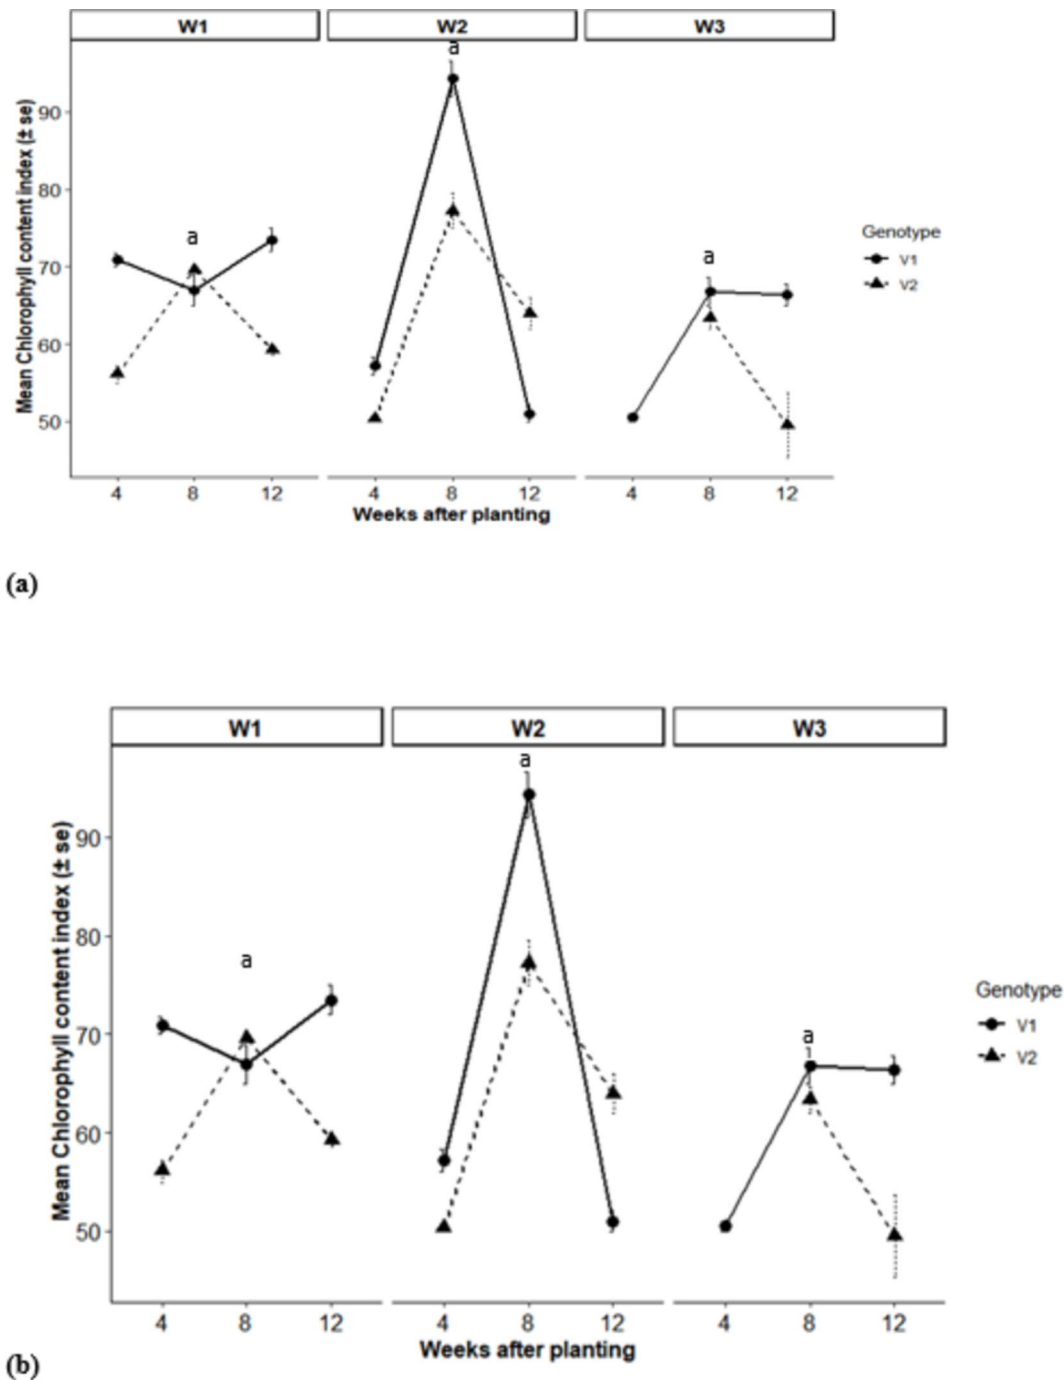 W1 W2 W3
a a a
Mean Chlorophyll content index (± se)
90
80
70
60
50
4 8 12 4 8 12 4 8 12
Weeks after planting
Genotype
V1
V2
(a)
W1 W2 W3
a a a
Mean Chlorophyll content index (± se)
90
80
70
60
50
4 8 12 4 8 12 4 8 12
Weeks after planting
Genotype
V1
V2
(b)